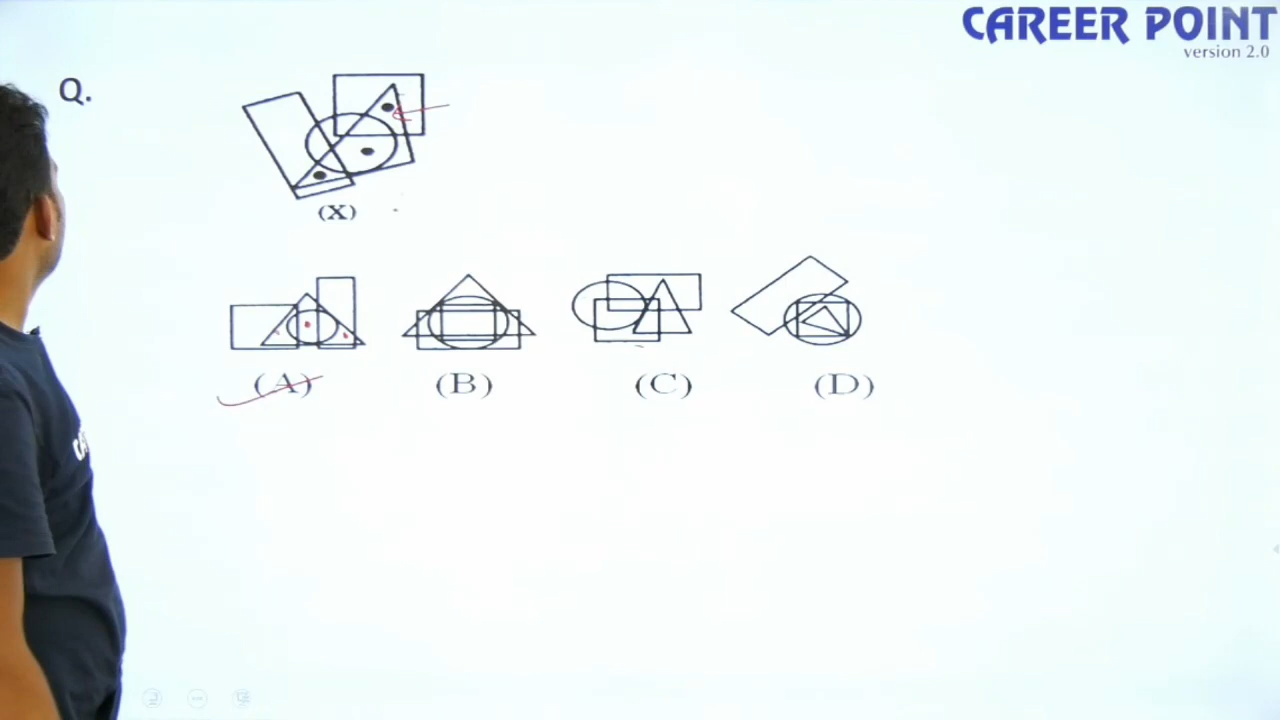 CAREER POINT
version 2.0
Q.
(X)
(A) (B) (C) (D)